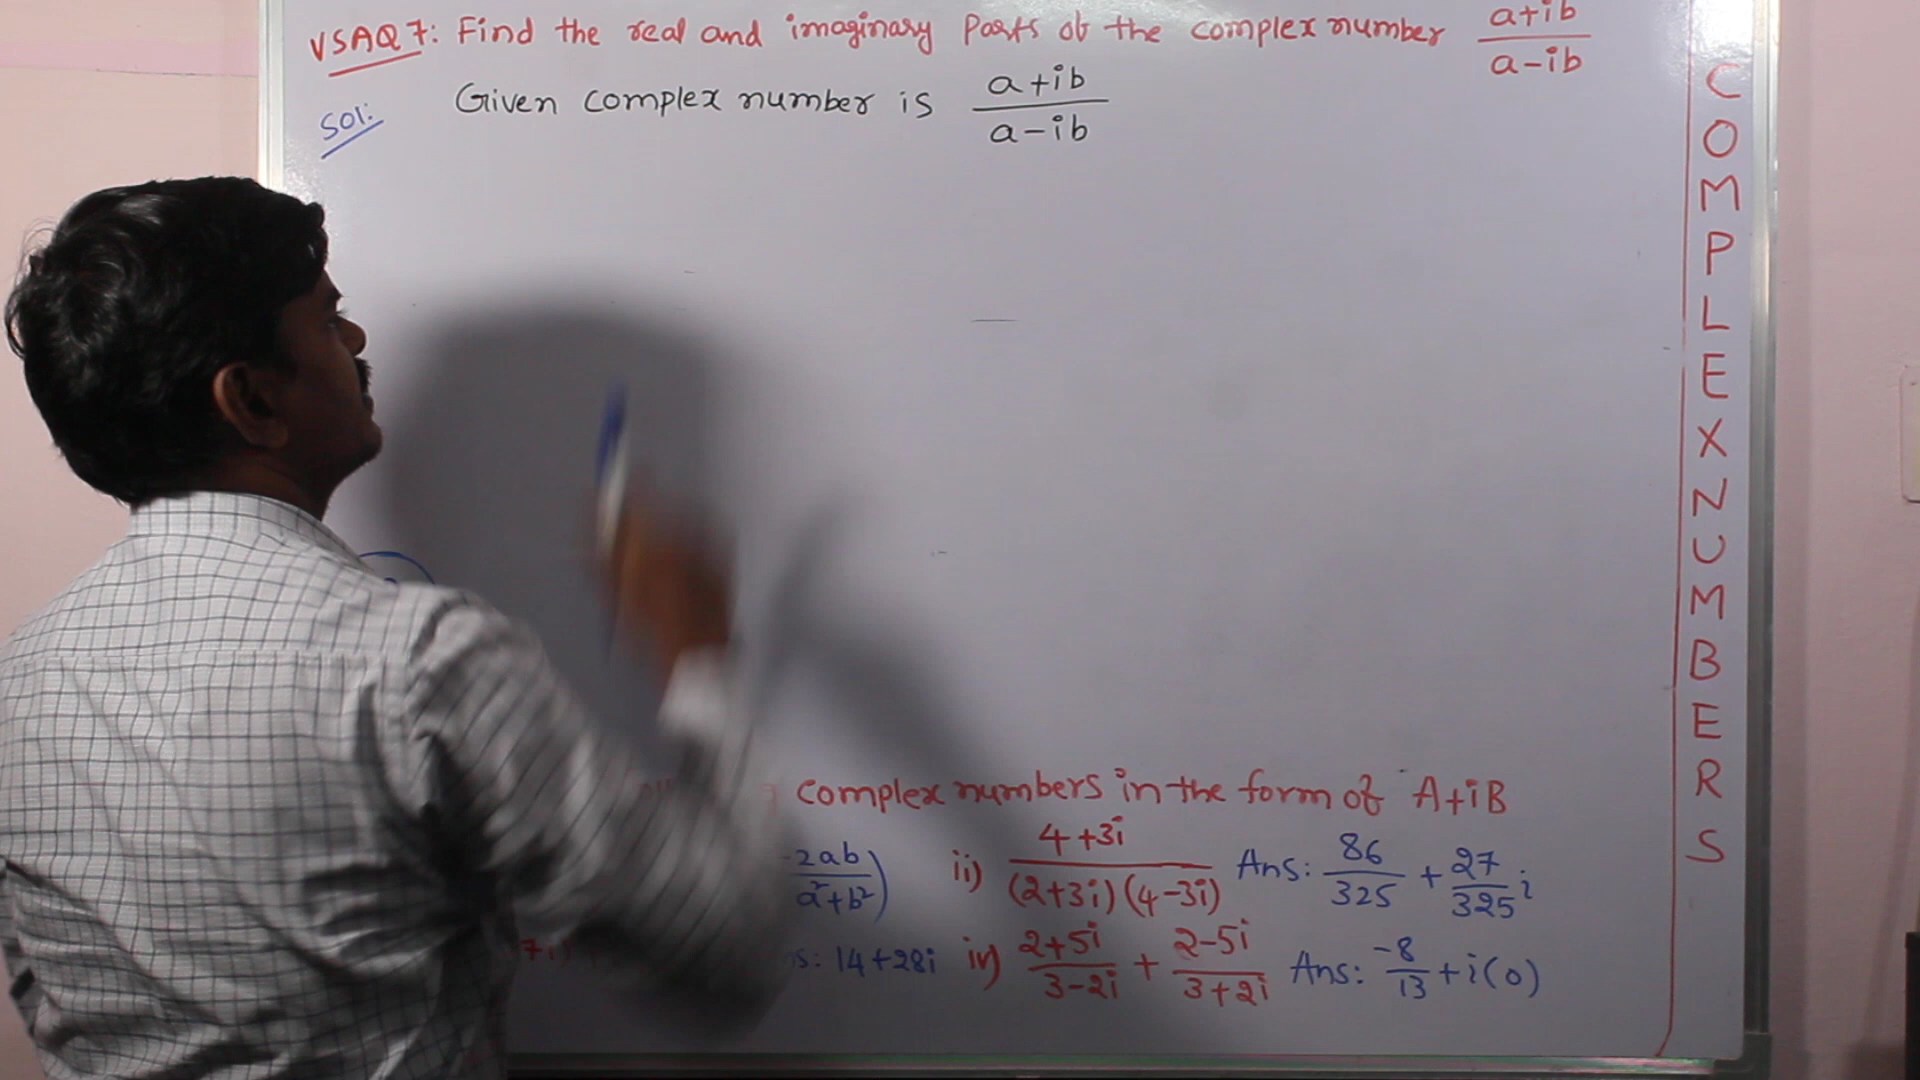 VSAQ 7: Find the real and imaginary parts of the complex number a+ib / a-ib
Sol: Given complex number is a+ib / a-ib
complex numbers in the form of A+iB
2ab / a²+b²) ii) 4+3i / (2+3i)(4-3i) Ans: 86/325 + 27/325 i
7i) s: 14+28i iv) 2+5i / 3-2i + 2-5i / 3+2i Ans: -8/13 + i(0)
COMPLEX NUMBERS